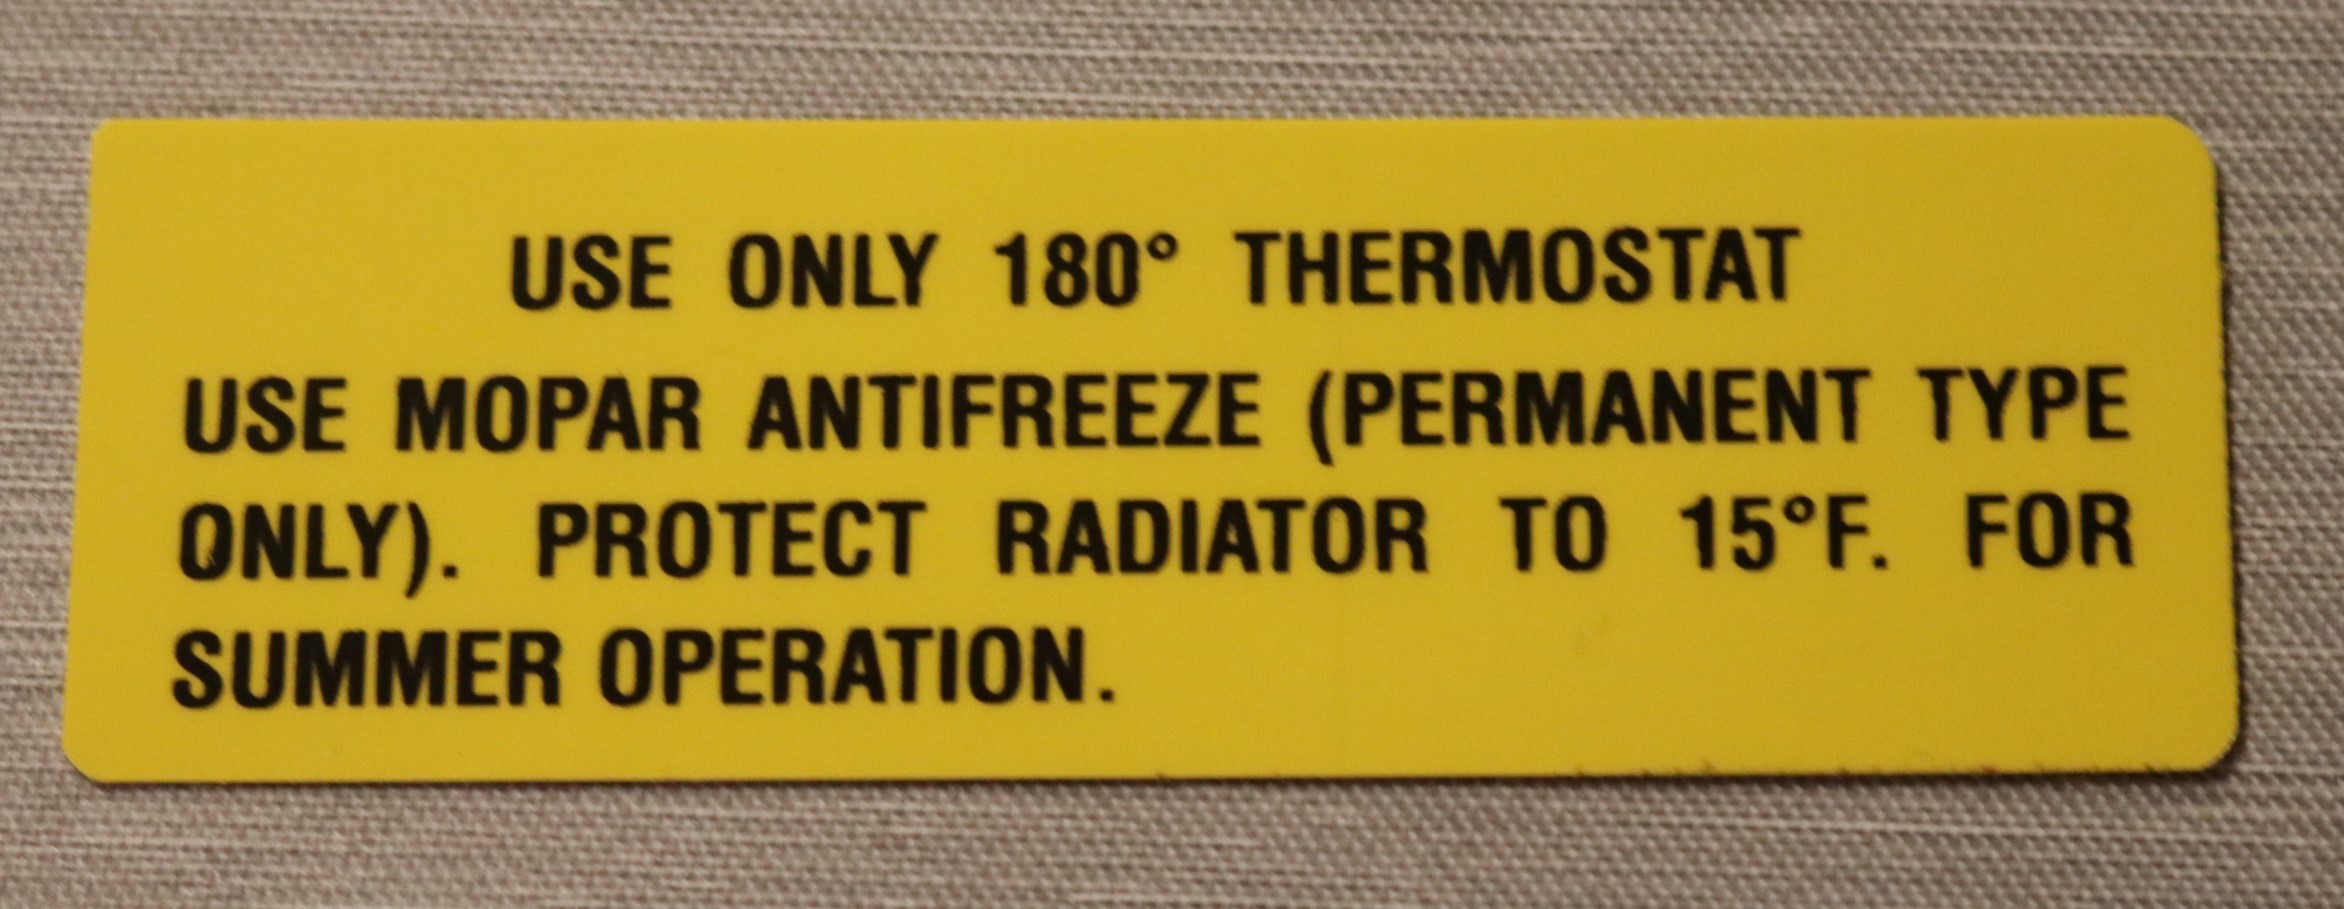 USE ONLY 180° THERMOSTAT
USE MOPAR ANTIFREEZE (PERMANENT TYPE
ONLY). PROTECT RADIATOR TO 15°F. FOR
SUMMER OPERATION.